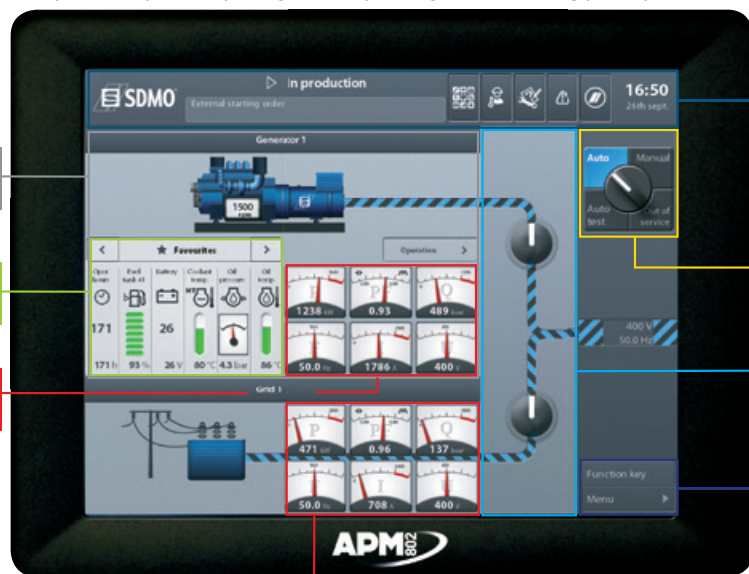 SDMO
In production
External starting order
16:50
26th sept.
Generator 1
1500
rpm
Auto
Manual
Auto
test
Out of
service
Favourites
Operation
Oper.
hours
Fuel
tank
Battery
Coolant
temp.
Oil
pressure
Oil
temp.
171
26
171 h
93 %
26 V
80 °C
4.3 bar
86 °C
P
1238 kW
PF
0.93
Q
489 kvar
50.0 Hz
I
1786 A
U
400 V
400 V
50.0 Hz
Grid 1
P
471 kW
PF
0.96
Q
137 kvar
50.0 Hz
I
708 A
U
400 V
Function key
Menu
APM 802